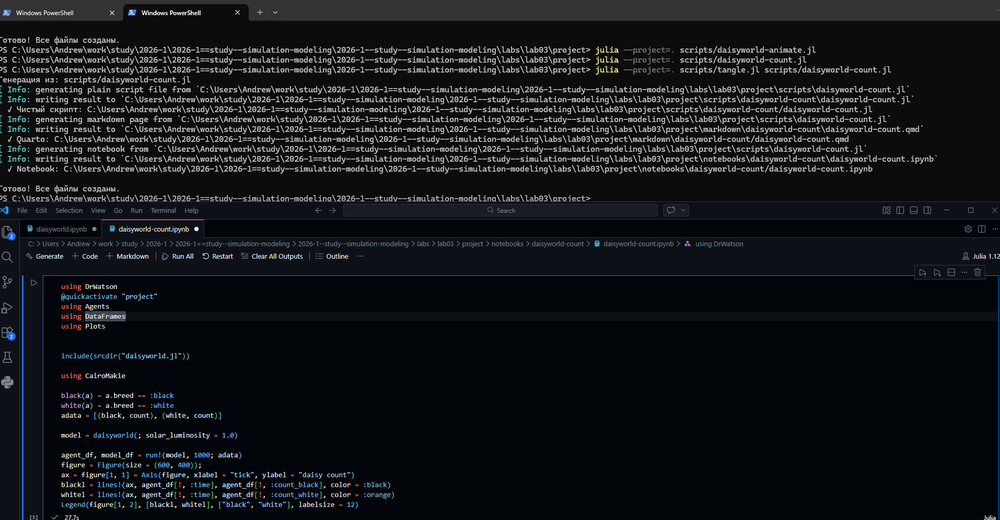 Windows PowerShell
Windows PowerShell
Готово! Все файлы созданы.
PS C:\Users\Andrew\work\study\2026-1\2026-1==study--simulation-modeling\2026-1--study--simulation-modeling\labs\lab03\project> julia --project=. scripts/daisyworld-animate.jl
PS C:\Users\Andrew\work\study\2026-1\2026-1==study--simulation-modeling\2026-1--study--simulation-modeling\labs\lab03\project> julia --project=. scripts/daisyworld-count.jl
PS C:\Users\Andrew\work\study\2026-1\2026-1==study--simulation-modeling\2026-1--study--simulation-modeling\labs\lab03\project> julia --project=. scripts/tangle.jl scripts/daisyworld-count.jl
Генерация из: scripts/daisyworld-count.jl
[ Info: generating plain script file from `C:\Users\Andrew\work\study\2026-1\2026-1==study--simulation-modeling\2026-1--study--simulation-modeling\labs\lab03\project\scripts\daisyworld-count.jl`
[ Info: writing result to `C:\Users\Andrew\work\study\2026-1\2026-1==study--simulation-modeling\2026-1--study--simulation-modeling\labs\lab03\project\scripts\daisyworld-count\daisyworld-count.jl`
✓ Чистый скрипт: C:\Users\Andrew\work\study\2026-1\2026-1==study--simulation-modeling\2026-1--study--simulation-modeling\labs\lab03\project\scripts\daisyworld-count/daisyworld-count.jl
[ Info: generating markdown page from `C:\Users\Andrew\work\study\2026-1\2026-1==study--simulation-modeling\2026-1--study--simulation-modeling\labs\lab03\project\scripts\daisyworld-count.jl`
[ Info: writing result to `C:\Users\Andrew\work\study\2026-1\2026-1==study--simulation-modeling\2026-1--study--simulation-modeling\labs\lab03\project\markdown\daisyworld-count\daisyworld-count.qmd`
✓ Quarto: C:\Users\Andrew\work\study\2026-1\2026-1==study--simulation-modeling\2026-1--study--simulation-modeling\labs\lab03\project\markdown\daisyworld-count/daisyworld-count.qmd
[ Info: generating notebook from `C:\Users\Andrew\work\study\2026-1\2026-1==study--simulation-modeling\2026-1--study--simulation-modeling\labs\lab03\project\scripts\daisyworld-count.jl`
[ Info: writing result to `C:\Users\Andrew\work\study\2026-1\2026-1==study--simulation-modeling\2026-1--study--simulation-modeling\labs\lab03\project\notebooks\daisyworld-count\daisyworld-count.ipynb`
✓ Notebook: C:\Users\Andrew\work\study\2026-1\2026-1==study--simulation-modeling\2026-1--study--simulation-modeling\labs\lab03\project\notebooks\daisyworld-count/daisyworld-count.ipynb
Готово! Все файлы созданы.
PS C:\Users\Andrew\work\study\2026-1\2026-1==study--simulation-modeling\2026-1--study--simulation-modeling\labs\lab03\project>
File Edit Selection View Go Run Terminal Help Search
daisyworld.ipynb daisyworld-count.ipynb
C: > Users > Andrew > work > study > 2026-1 > 2026-1==study--simulation-modeling > 2026-1--study--simulation-modeling > labs > lab03 > project > notebooks > daisyworld-count > daisyworld-count.ipynb > using DrWatson
Generate + Code + Markdown Run All Restart Clear All Outputs Outline ... Julia 1.12
2
2
using DrWatson
@quickactivate "project"
using Agents
using DataFrames
using Plots
include(srcdir("daisyworld.jl"))
using CairoMakie
black(a) = a.breed == :black
white(a) = a.breed == :white
adata = [(black, count), (white, count)]
model = daisyworld(; solar_luminosity = 1.0)
agent_df, model_df = run!(model, 1000; adata)
figure = Figure(size = (600, 400));
ax = figure[1, 1] = Axis(figure, xlabel = "tick", ylabel = "daisy count")
blackl = lines!(ax, agent_df[!, :time], agent_df[!, :count_black], color = :black)
whitel = lines!(ax, agent_df[!, :time], agent_df[!, :count_white], color = :orange)
Legend(figure[1, 2], [blackl, whitel], ["black", "white"], labelsize = 12)
[1] ✓ 27.7s Julia